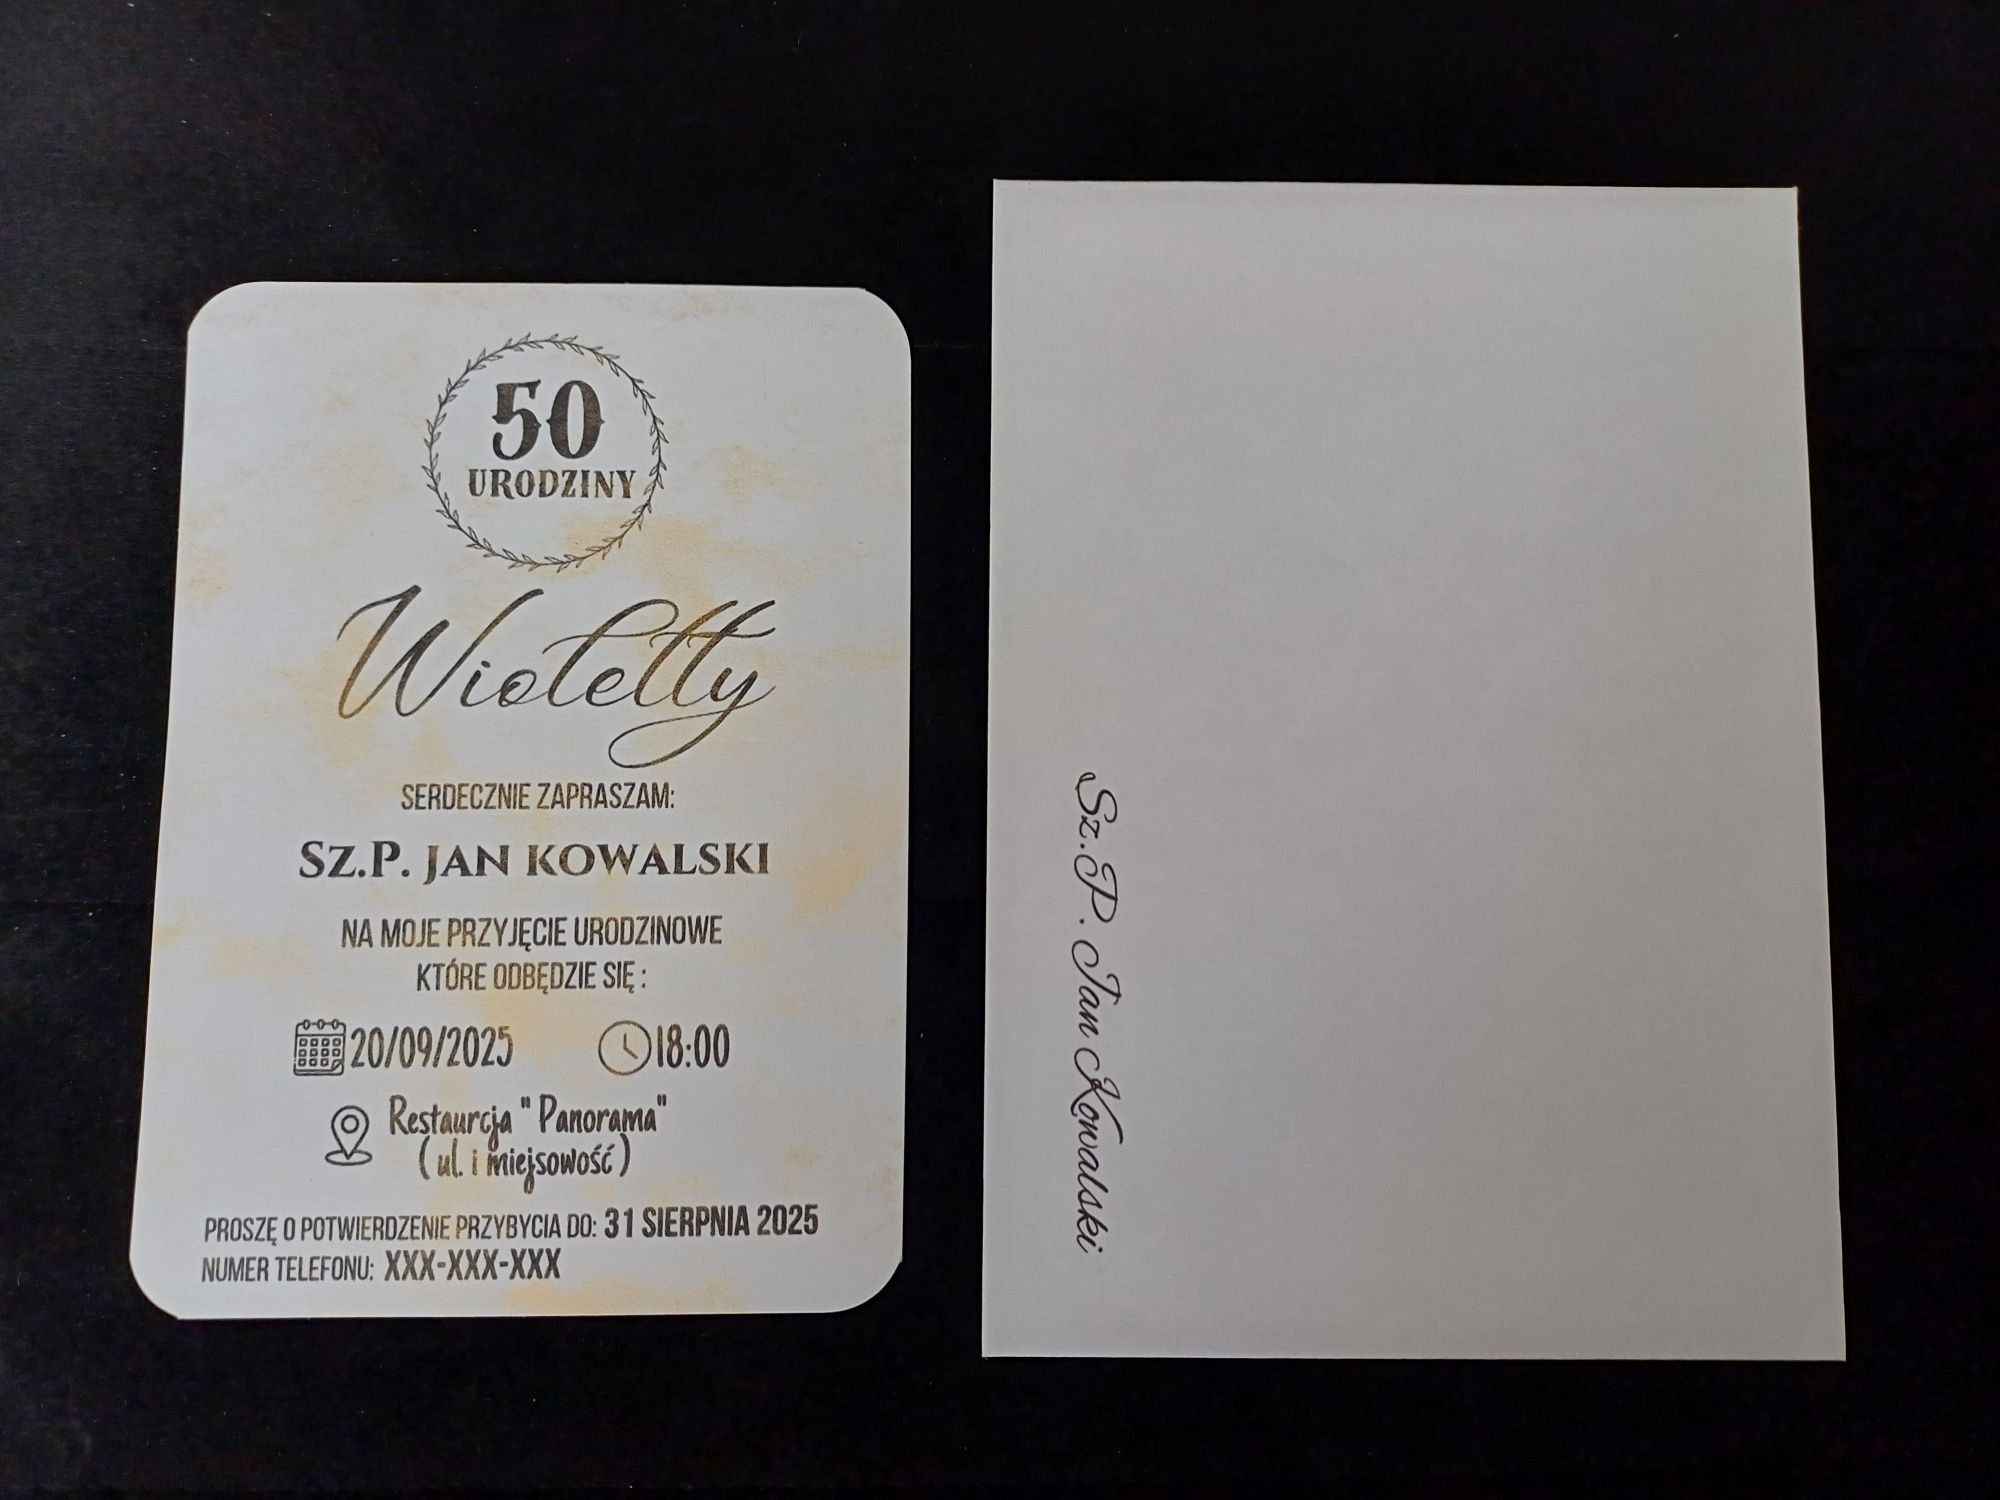 50
URODZINY
Wioletty
SERDECZNIE ZAPRASZAM:
SZ.P. JAN KOWALSKI
NA MOJE PRZYJĘCIE URODZINOWE
KTÓRE ODBĘDZIE SIĘ :
20/09/2025 18:00
Restaurcja " Panorama"
( ul. i miejsowość )
PROSZĘ O POTWIERDZENIE PRZYBYCIA DO: 31 SIERPNIA 2025
NUMER TELEFONU: XXX-XXX-XXX
Sz.P. Jan Kowalski